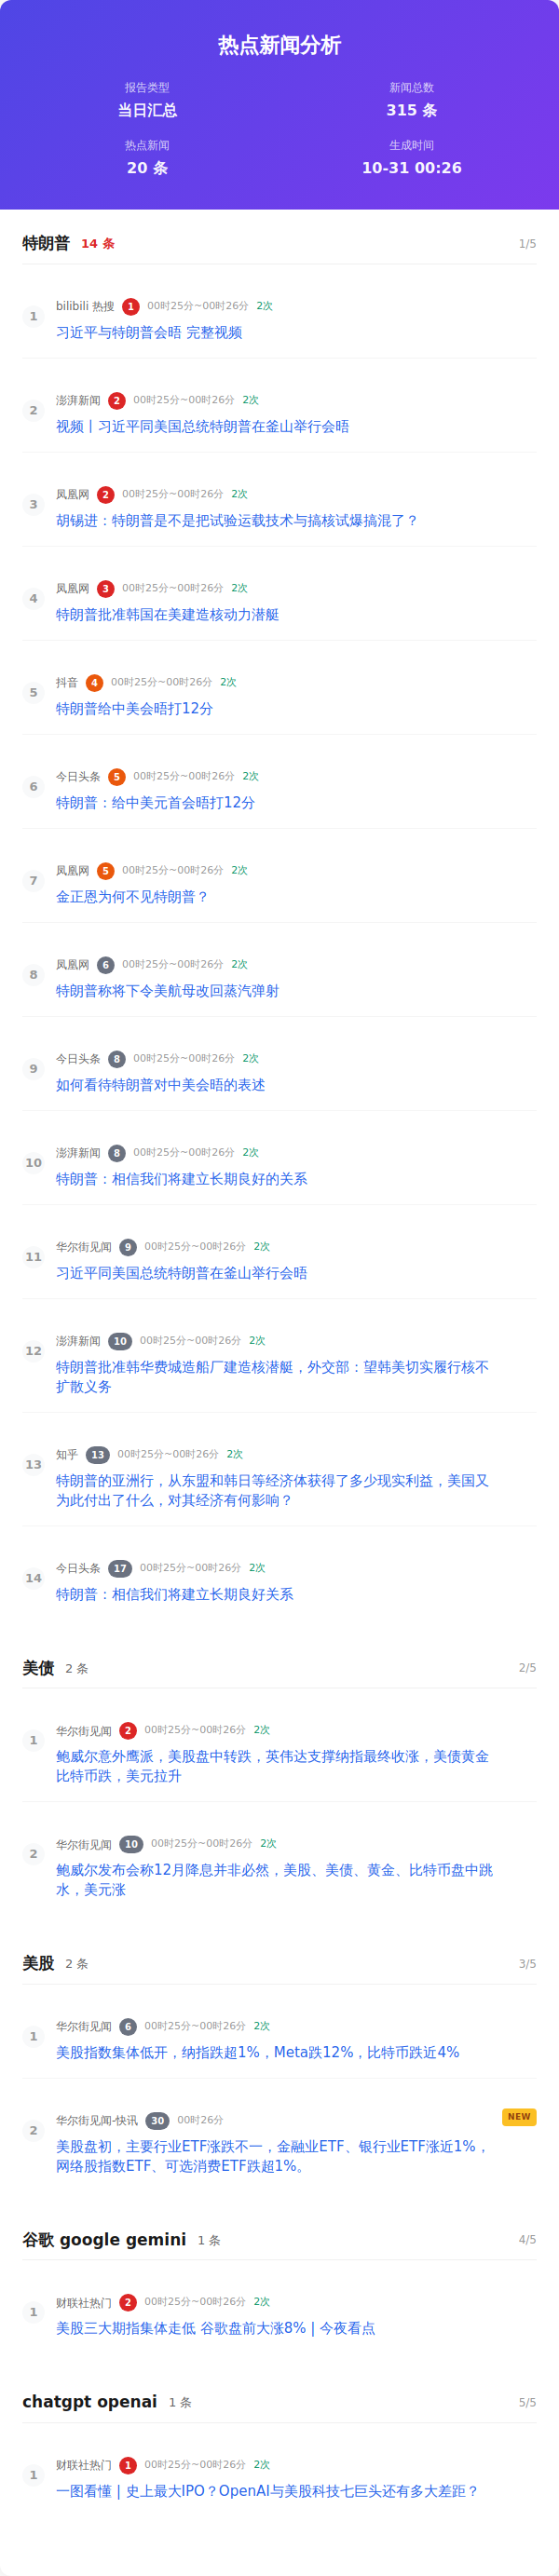 热点新闻分析
报告类型
当日汇总
新闻总数
315 条
热点新闻
20 条
生成时间
10-31 00:26
特朗普 14 条 1/5
1
bilibili 热搜 1 00时25分~00时26分 2次
习近平与特朗普会晤 完整视频
2
澎湃新闻 2 00时25分~00时26分 2次
视频丨习近平同美国总统特朗普在釜山举行会晤
3
凤凰网 2 00时25分~00时26分 2次
胡锡进：特朗普是不是把试验运载技术与搞核试爆搞混了？
4
凤凰网 3 00时25分~00时26分 2次
特朗普批准韩国在美建造核动力潜艇
5
抖音 4 00时25分~00时26分 2次
特朗普给中美会晤打12分
6
今日头条 5 00时25分~00时26分 2次
特朗普：给中美元首会晤打12分
7
凤凰网 5 00时25分~00时26分 2次
金正恩为何不见特朗普？
8
凤凰网 6 00时25分~00时26分 2次
特朗普称将下令美航母改回蒸汽弹射
9
今日头条 8 00时25分~00时26分 2次
如何看待特朗普对中美会晤的表述
10
澎湃新闻 8 00时25分~00时26分 2次
特朗普：相信我们将建立长期良好的关系
11
华尔街见闻 9 00时25分~00时26分 2次
习近平同美国总统特朗普在釜山举行会晤
12
澎湃新闻 10 00时25分~00时26分 2次
特朗普批准韩华费城造船厂建造核潜艇，外交部：望韩美切实履行核不
扩散义务
13
知乎 13 00时25分~00时26分 2次
特朗普的亚洲行，从东盟和韩日等经济体获得了多少现实利益，美国又
为此付出了什么，对其经济有何影响？
14
今日头条 17 00时25分~00时26分 2次
特朗普：相信我们将建立长期良好关系
美债 2 条 2/5
1
华尔街见闻 2 00时25分~00时26分 2次
鲍威尔意外鹰派，美股盘中转跌，英伟达支撑纳指最终收涨，美债黄金
比特币跌，美元拉升
2
华尔街见闻 10 00时25分~00时26分 2次
鲍威尔发布会称12月降息并非必然，美股、美债、黄金、比特币盘中跳
水，美元涨
美股 2 条 3/5
1
华尔街见闻 6 00时25分~00时26分 2次
美股指数集体低开，纳指跌超1%，Meta跌12%，比特币跌近4%
2
华尔街见闻-快讯 30 00时26分 NEW
美股盘初，主要行业ETF涨跌不一，金融业ETF、银行业ETF涨近1%，
网络股指数ETF、可选消费ETF跌超1%。
谷歌 google gemini 1 条 4/5
1
财联社热门 2 00时25分~00时26分 2次
美股三大期指集体走低 谷歌盘前大涨8% | 今夜看点
chatgpt openai 1 条 5/5
1
财联社热门 1 00时25分~00时26分 2次
一图看懂 | 史上最大IPO？OpenAI与美股科技七巨头还有多大差距？